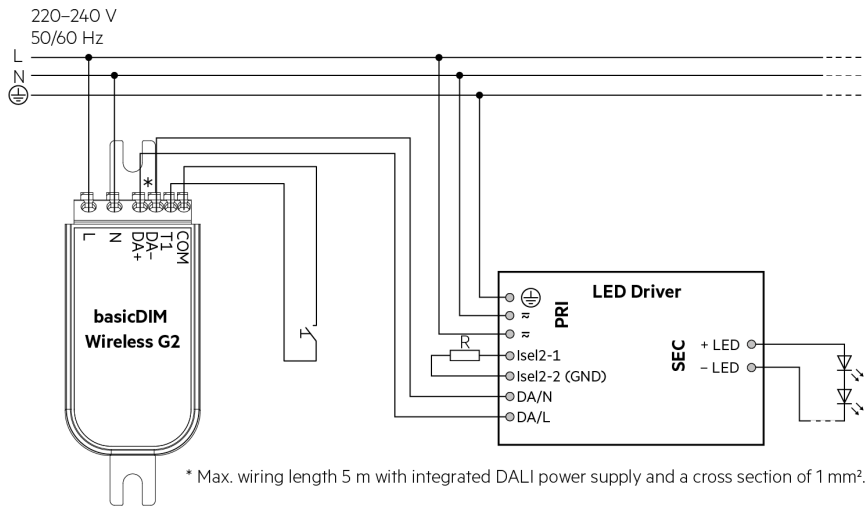 220–240 V
50/60 Hz
L
N
*
L
N
DA+
DA-
T1
COM
basicDIM
Wireless G2
LED Driver
PRI
≂
≂
R
Isel2-1
Isel2-2 (GND)
DA/N
DA/L
SEC
+ LED
– LED
* Max. wiring length 5 m with integrated DALI power supply and a cross section of 1 mm².